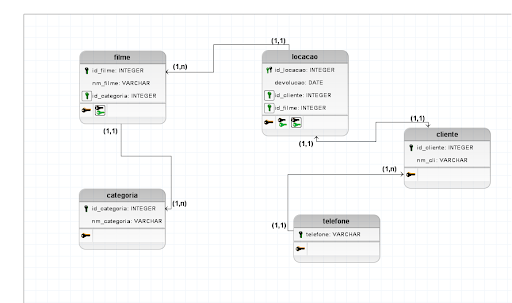 (1,1)
filme
locacao
(1,n)
id_filme: INTEGER
id_locacao: INTEGER
nm_filme: VARCHAR
devolucao: DATE
id_categoria: INTEGER
id_cliente: INTEGER
id_filme: INTEGER
(1,1)
(1,1)
cliente
(1,1)
id_cliente: INTEGER
nm_cli: VARCHAR
(1,n)
categoria
(1,n)
id_categoria: INTEGER
nm_categoria: VARCHAR
telefone
(1,1)
telefone: VARCHAR